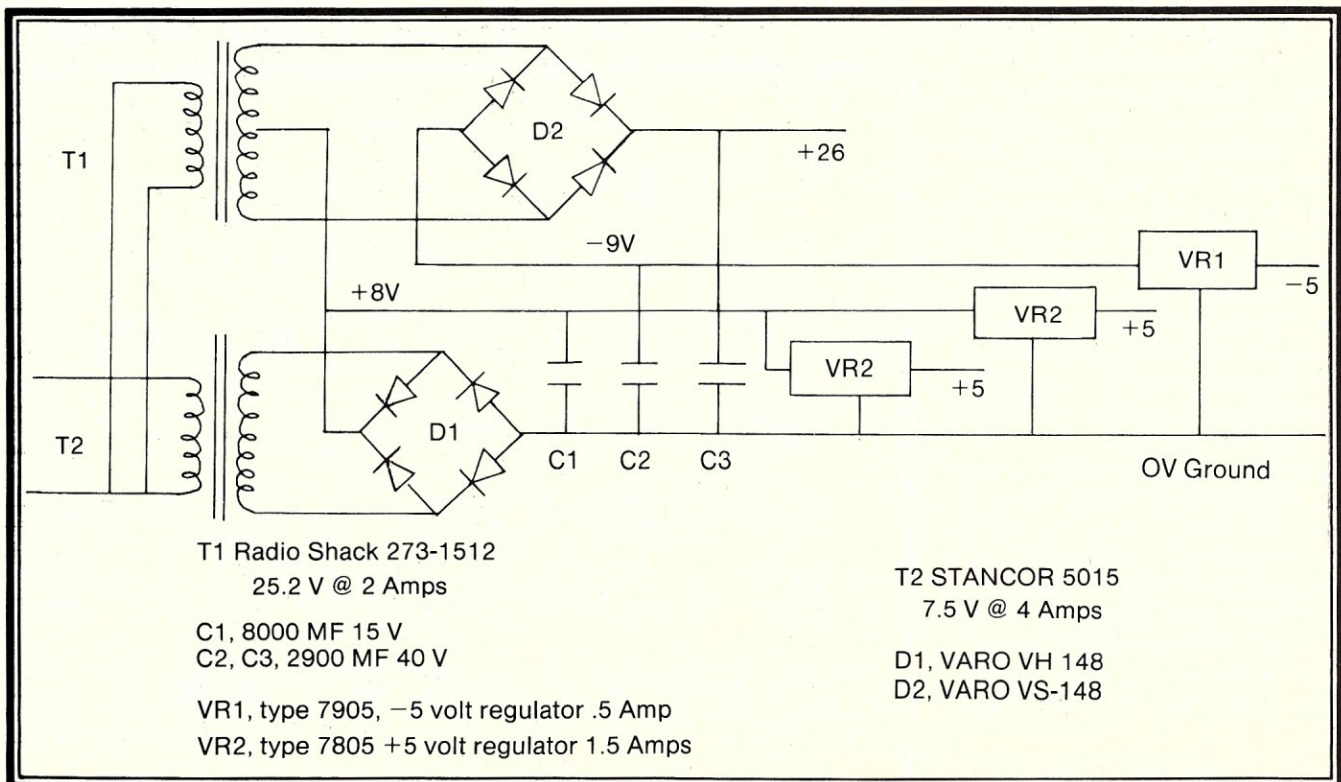 T1
D2
+26
−9V
VR1
−5
+8V
VR2
+5
VR2
+5
T2
D1
C1 C2 C3
OV Ground
T1 Radio Shack 273-1512
25.2 V @ 2 Amps
C1, 8000 MF 15 V
C2, C3, 2900 MF 40 V
VR1, type 7905, −5 volt regulator .5 Amp
VR2, type 7805 +5 volt regulator 1.5 Amps
T2 STANCOR 5015
7.5 V @ 4 Amps
D1, VARO VH 148
D2, VARO VS-148